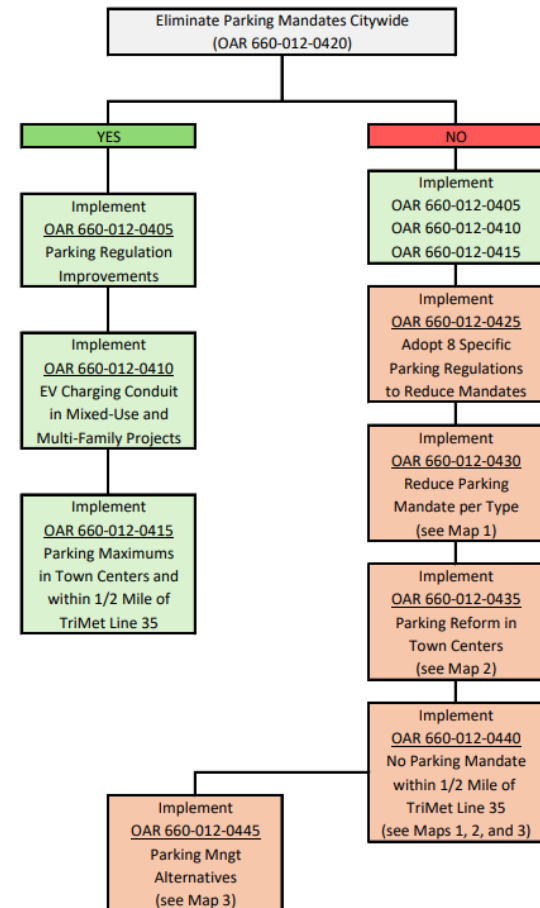 Eliminate Parking Mandates Citywide
(OAR 660-012-0420)
YES
NO
Implement
OAR 660-012-0405
Parking Regulation
Improvements
Implement
OAR 660-012-0410
EV Charging Conduit
in Mixed-Use and
Multi-Family Projects
Implement
OAR 660-012-0415
Parking Maximums
in Town Centers and
within 1/2 Mile of
TriMet Line 35
Implement
OAR 660-012-0405
OAR 660-012-0410
OAR 660-012-0415
Implement
OAR 660-012-0425
Adopt 8 Specific
Parking Regulations
to Reduce Mandates
Implement
OAR 660-012-0430
Reduce Parking
Mandate per Type
(see Map 1)
Implement
OAR 660-012-0435
Parking Reform in
Town Centers
(see Map 2)
Implement
OAR 660-012-0440
No Parking Mandate
within 1/2 Mile of
TriMet Line 35
(see Maps 1, 2, and 3)
Implement
OAR 660-012-0445
Parking Mngt
Alternatives
(see Map 3)